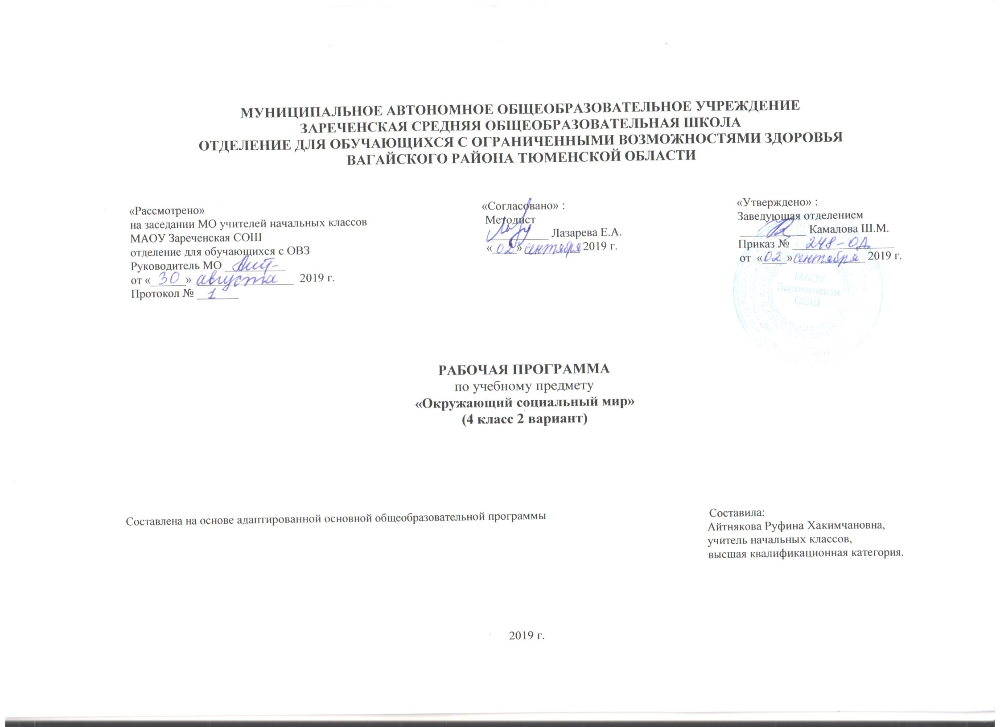 МУНИЦИПАЛЬНОЕ АВТОНОМНОЕ ОБЩЕОБРАЗОВАТЕЛЬНОЕ УЧРЕЖДЕНИЕ
ЗАРЕЧЕНСКАЯ СРЕДНЯЯ ОБЩЕОБРАЗОВАТЕЛЬНАЯ ШКОЛА
ОТДЕЛЕНИЕ ДЛЯ ОБУЧАЮЩИХСЯ С ОГРАНИЧЕННЫМИ ВОЗМОЖНОСТЯМИ ЗДОРОВЬЯ
ВАГАЙСКОГО РАЙОНА ТЮМЕНСКОЙ ОБЛАСТИ
«Рассмотрено»
на заседании МО учителей начальных классов
МАОУ Зареченская СОШ
отделение для обучающихся с ОВЗ
Руководитель МО
от «30» августа 2019 г.
Протокол № 1
«Согласовано» :
Методист
Лазарева Е.А.
«02» сентября 2019 г.
«Утверждено» :
Заведующая отделением
Камалова Ш.М.
Приказ № 248-ОД
от «02» сентября 2019 г.
МАОУ
Зареченская
СОШ
РАБОЧАЯ ПРОГРАММА
по учебному предмету
«Окружающий социальный мир»
(4 класс 2 вариант)
Составлена на основе адаптированной основной общеобразовательной программы
Составила:
Айтнякова Руфина Хакимчановна,
учитель начальных классов,
высшая квалификационная категория.
2019 г.